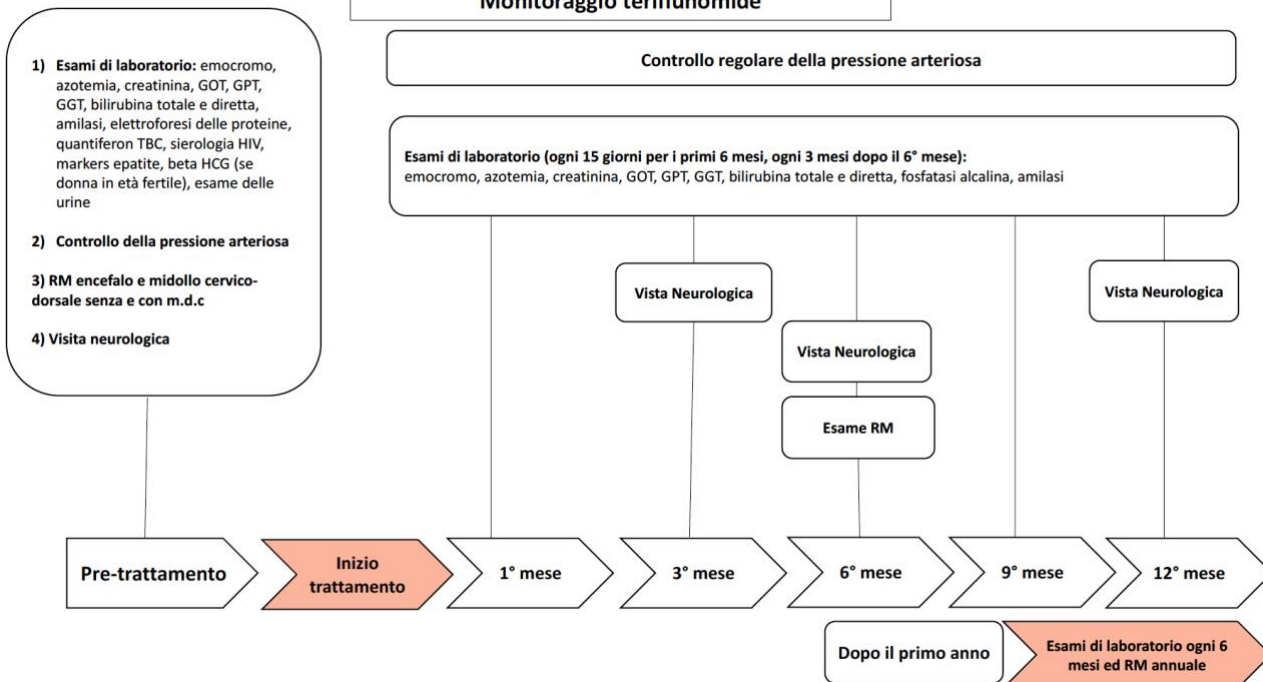 Monitoraggio teriflunomide
1) Esami di laboratorio: emocromo,
azotemia, creatinina, GOT, GPT,
GGT, bilirubina totale e diretta,
amilasi, elettroforesi delle proteine,
quantiferon TBC, sierologia HIV,
markers epatite, beta HCG (se
donna in età fertile), esame delle
urine
2) Controllo della pressione arteriosa
3) RM encefalo e midollo cervico-
dorsale senza e con m.d.c
4) Visita neurologica
Controllo regolare della pressione arteriosa
Esami di laboratorio (ogni 15 giorni per i primi 6 mesi, ogni 3 mesi dopo il 6° mese):
emocromo, azotemia, creatinina, GOT, GPT, GGT, bilirubina totale e diretta, fosfatasi alcalina, amilasi
Vista Neurologica
Vista Neurologica
Esame RM
Vista Neurologica
Pre-trattamento
Inizio
trattamento
1° mese
3° mese
6° mese
9° mese
12° mese
Dopo il primo anno
Esami di laboratorio ogni 6
mesi ed RM annuale